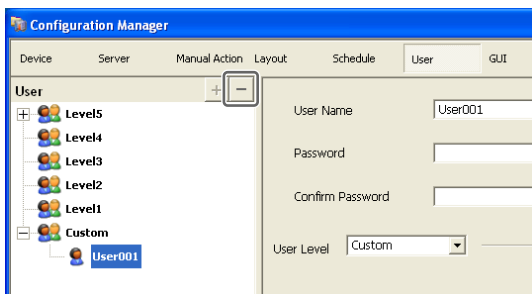 Configuration Manager
Device Server Manual Action Layout Schedule User GUI
User + −
Level5
Level4
Level3
Level2
Level1
Custom
User001
User Name User001
Password
Confirm Password
User Level Custom